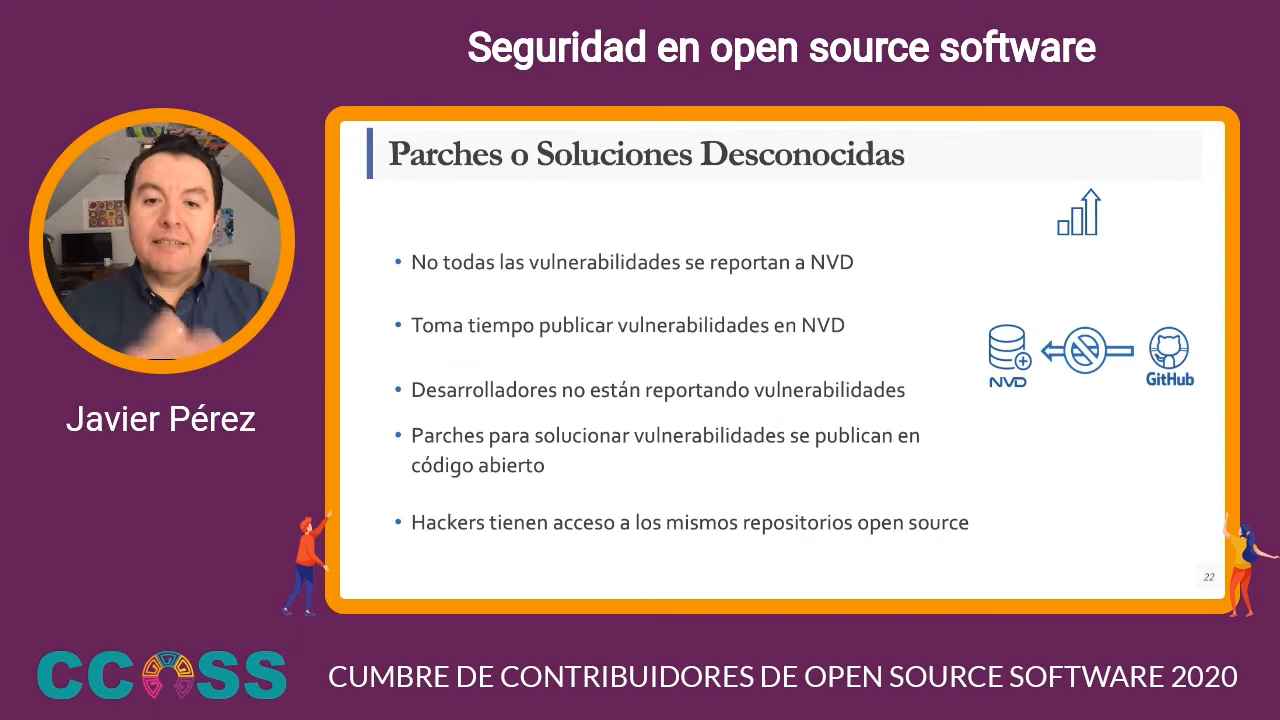 Seguridad en open source software
Parches o Soluciones Desconocidas
• No todas las vulnerabilidades se reportan a NVD
• Toma tiempo publicar vulnerabilidades en NVD
• Desarrolladores no están reportando vulnerabilidades
• Parches para solucionar vulnerabilidades se publican en
código abierto
• Hackers tienen acceso a los mismos repositorios open source
NVD
GitHub
22
Javier Pérez
CCOSS
CUMBRE DE CONTRIBUIDORES DE OPEN SOURCE SOFTWARE 2020